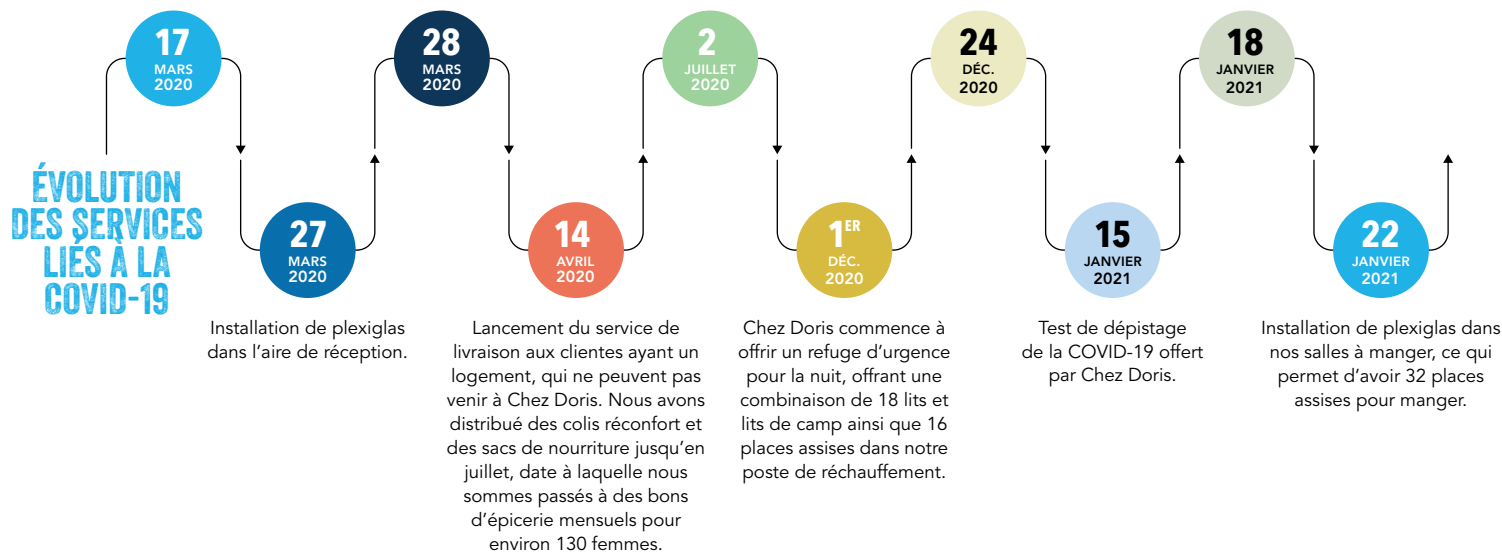 ÉVOLUTION
DES SERVICES
LIÉS À LA
COVID-19
17
MARS
2020
27
MARS
2020
Installation de plexiglas
dans l'aire de réception.
28
MARS
2020
14
AVRIL
2020
Lancement du service de
livraison aux clientes ayant un
logement, qui ne peuvent pas
venir à Chez Doris. Nous avons
distribué des colis réconfort et
des sacs de nourriture jusqu'en
juillet, date à laquelle nous
sommes passés à des bons
d'épicerie mensuels pour
environ 130 femmes.
2
JUILLET
2020
1ER
DÉC.
2020
Chez Doris commence à
offrir un refuge d'urgence
pour la nuit, offrant une
combinaison de 18 lits et
lits de camp ainsi que 16
places assises dans notre
poste de réchauffement.
24
DÉC.
2020
15
JANVIER
2021
Test de dépistage
de la COVID-19 offert
par Chez Doris.
18
JANVIER
2021
22
JANVIER
2021
Installation de plexiglas dans
nos salles à manger, ce qui
permet d'avoir 32 places
assises pour manger.